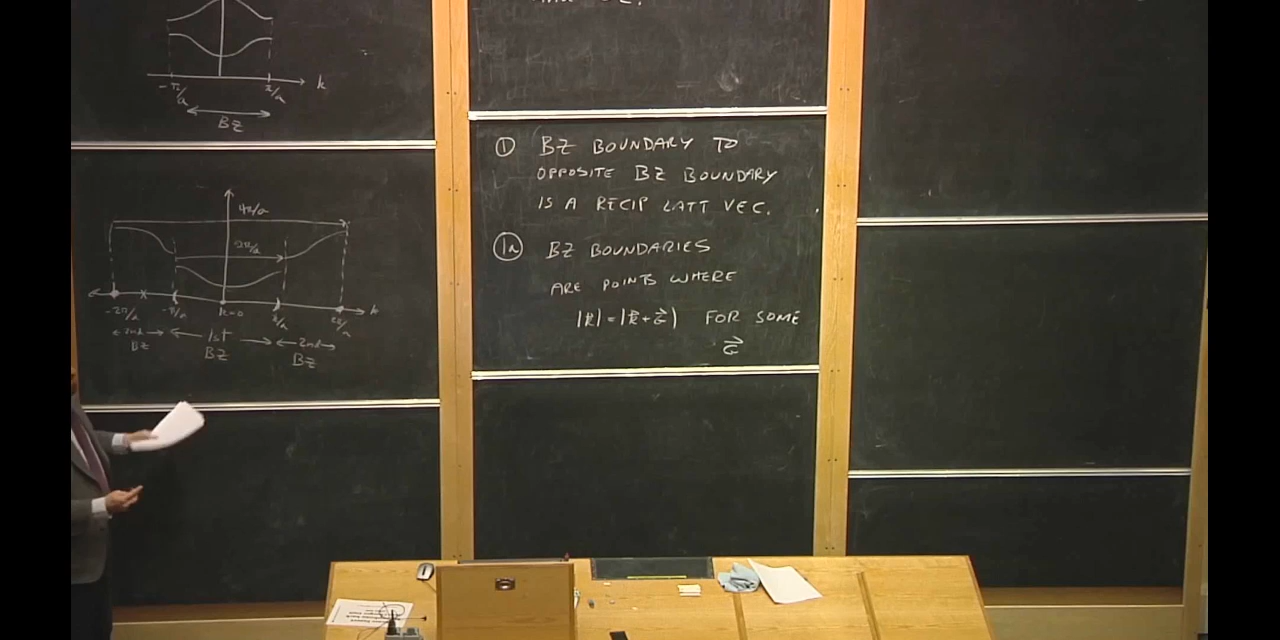 -π/a
π/a
k
BZ
4π/a
2π/a
-2π/a
-π/a
k=0
π/a
2π/a
k
2nd
BZ
1st
BZ
2nd
BZ
① BZ BOUNDARY TO
OPPOSITE BZ BOUNDARY
IS A RECIP LATT VEC.
1a BZ BOUNDARIES
ARE POINTS WHERE
|k⃗| = |k⃗ + G⃗| FOR SOME
G⃗